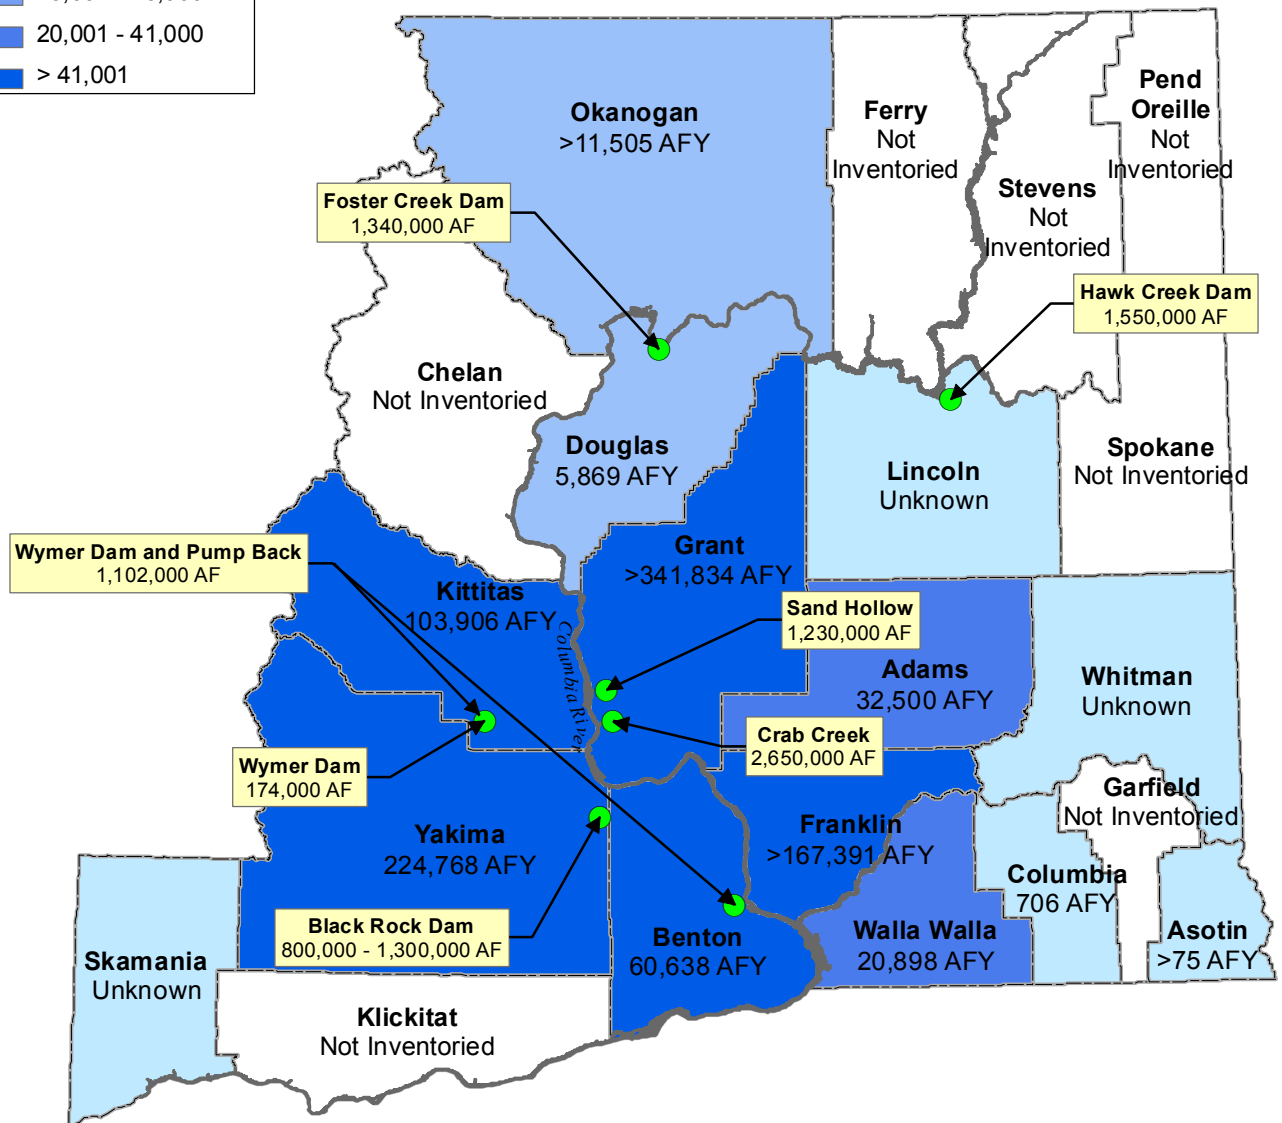 20,001 - 41,000
> 41,001
Okanogan
>11,505 AFY
Ferry
Not
Inventoried
Pend
Oreille
Not
Inventoried
Stevens
Not
Inventoried
Foster Creek Dam
1,340,000 AF
Hawk Creek Dam
1,550,000 AF
Chelan
Not Inventoried
Douglas
5,869 AFY
Lincoln
Unknown
Spokane
Not Inventoried
Wymer Dam and Pump Back
1,102,000 AF
Grant
>341,834 AFY
Kittitas
103,906 AFY
Columbia River
Sand Hollow
1,230,000 AF
Adams
32,500 AFY
Whitman
Unknown
Crab Creek
2,650,000 AF
Wymer Dam
174,000 AF
Garfield
Not Inventoried
Yakima
224,768 AFY
Franklin
>167,391 AFY
Columbia
706 AFY
Black Rock Dam
800,000 - 1,300,000 AF
Benton
60,638 AFY
Walla Walla
20,898 AFY
Asotin
>75 AFY
Skamania
Unknown
Klickitat
Not Inventoried